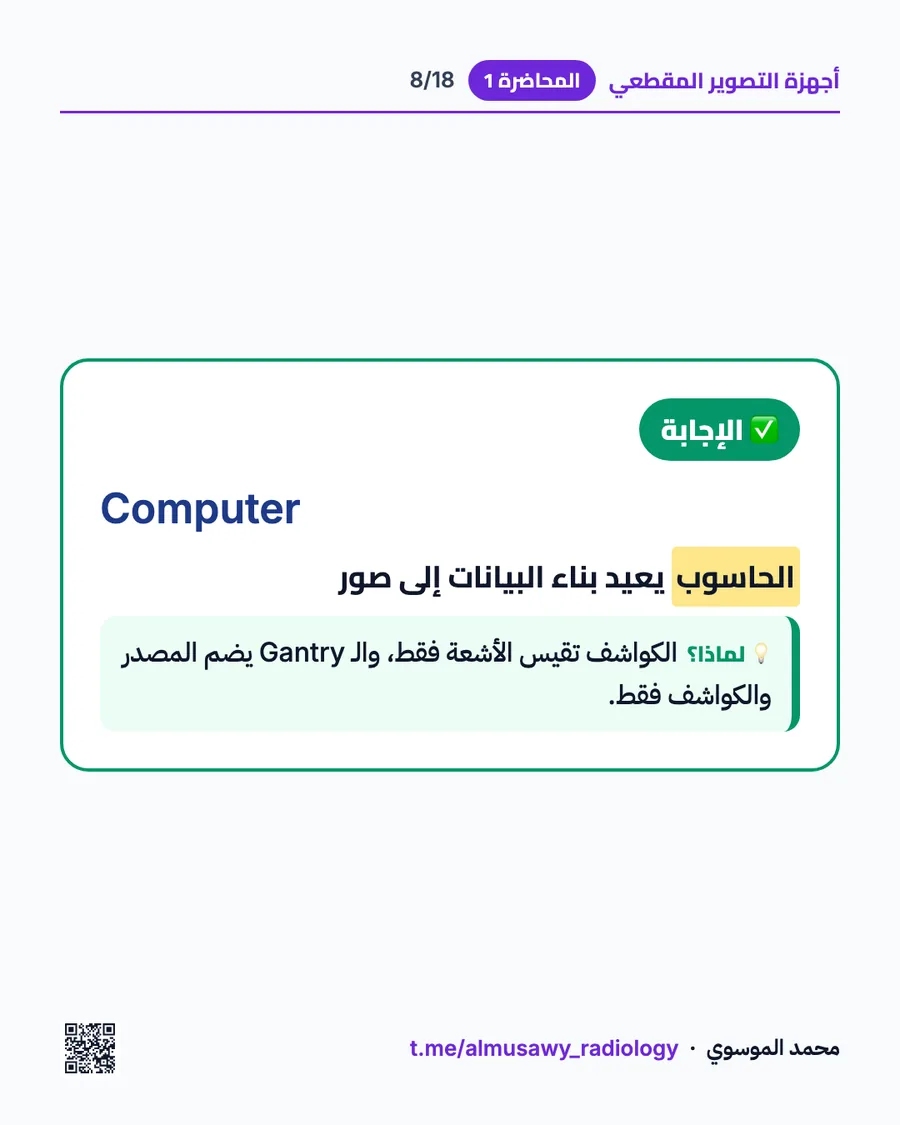 أجهزة التصوير المقطعي المحاضرة 1 8/18
✅ الإجابة
Computer
الحاسوب يعيد بناء البيانات إلى صور
💡 لماذا؟ الكواشف تقيس الأشعة فقط، والـ Gantry يضم المصدر
والكواشف فقط.
محمد الموسوي · t.me/almusawy_radiology